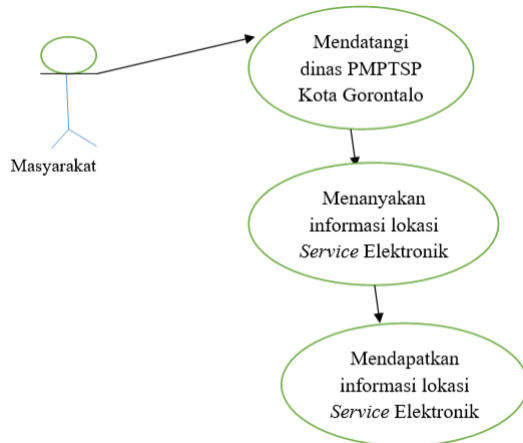 Mendatangi
dinas PMPTSP
Kota Gorontalo
Masyarakat
Menanyakan
informasi lokasi
Service Elektronik
Mendapatkan
informasi lokasi
Service Elektronik